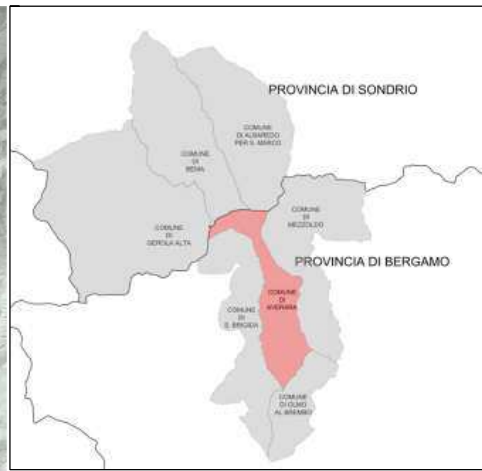 PROVINCIA DI SONDRIO
COMUNE
DI ALBAREDO
PER S. MARCO
COMUNE
DI
BEMA
COMUNE
DI
GEROLA ALTA
COMUNE
DI
MEZZOLDO
PROVINCIA DI BERGAMO
COMUNE
DI
AVERARA
COMUNE
DI
S. BRIGIDA
COMUNE
DI OLMO
AL BREMBO